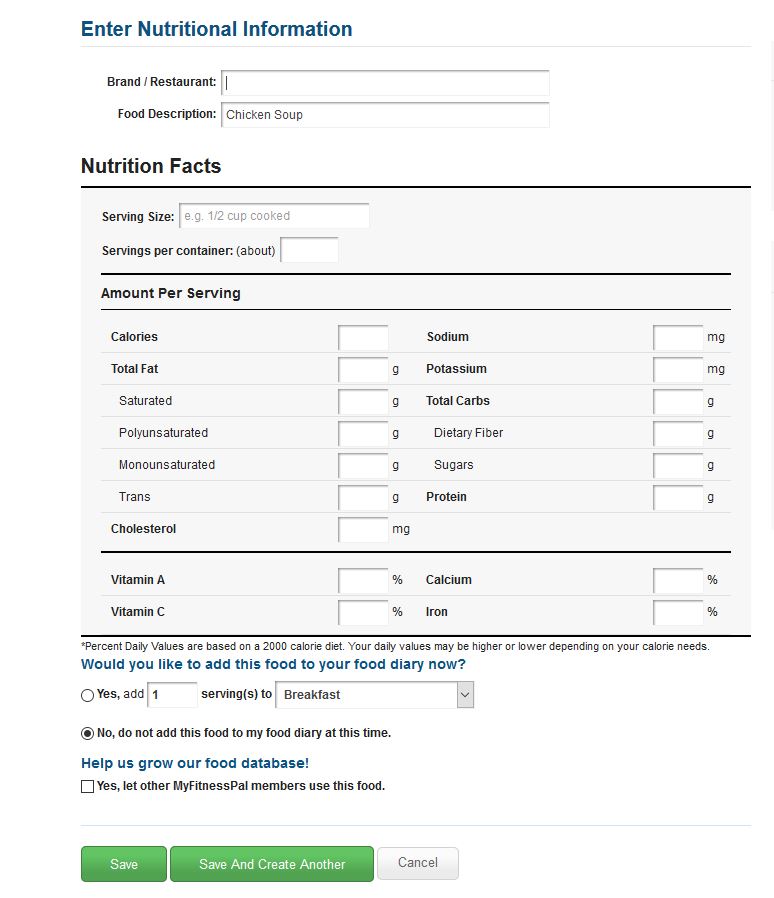 Enter Nutritional Information
Brand / Restaurant:
Food Description: Chicken Soup
Nutrition Facts
Serving Size: e.g. 1/2 cup cooked
Servings per container: (about)
Amount Per Serving
Calories Sodium mg
Total Fat g Potassium mg
Saturated g Total Carbs g
Polyunsaturated g Dietary Fiber g
Monounsaturated g Sugars g
Trans g Protein g
Cholesterol mg
Vitamin A % Calcium %
Vitamin C % Iron %
*Percent Daily Values are based on a 2000 calorie diet. Your daily values may be higher or lower depending on your calorie needs.
Would you like to add this food to your food diary now?
Yes, add 1 serving(s) to Breakfast
No, do not add this food to my food diary at this time.
Help us grow our food database!
Yes, let other MyFitnessPal members use this food.
Save Save And Create Another Cancel